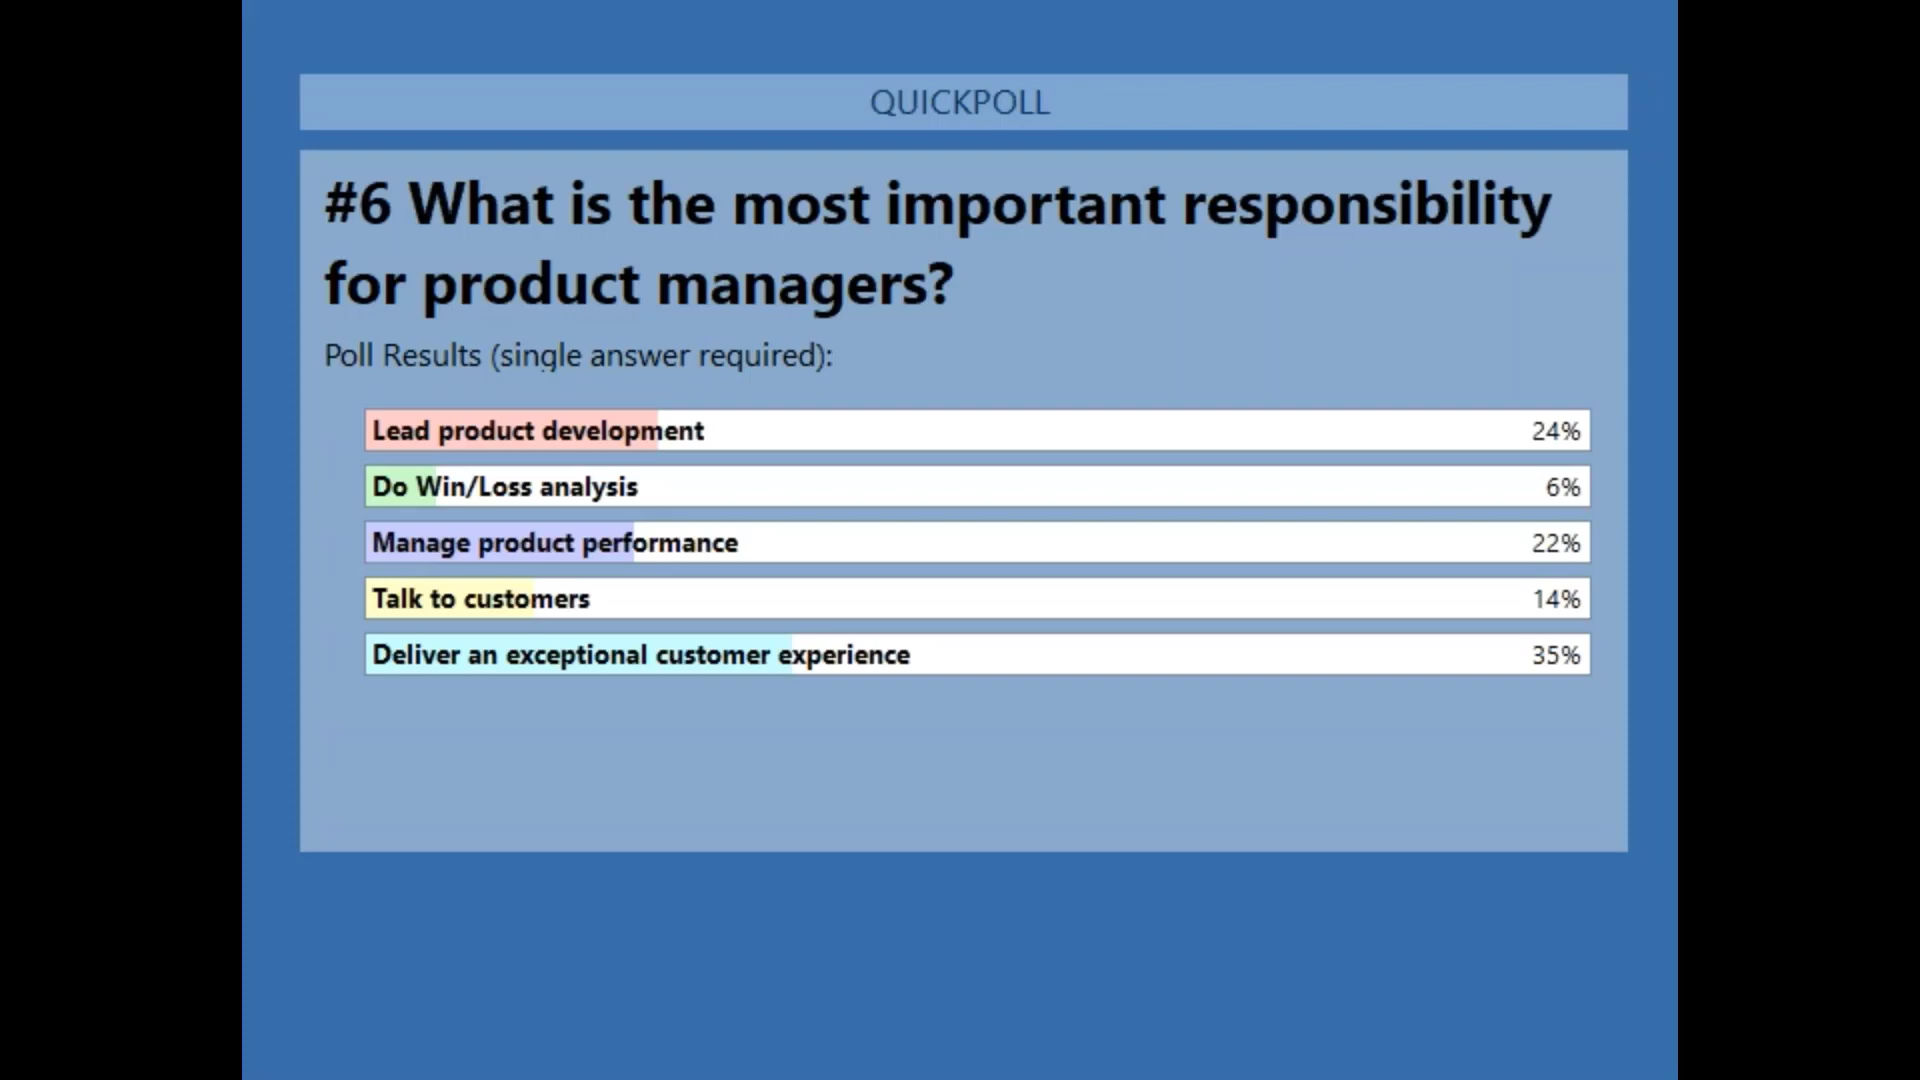 QUICKPOLL
#6 What is the most important responsibility
for product managers?
Poll Results (single answer required):
Lead product development 24%
Do Win/Loss analysis 6%
Manage product performance 22%
Talk to customers 14%
Deliver an exceptional customer experience 35%